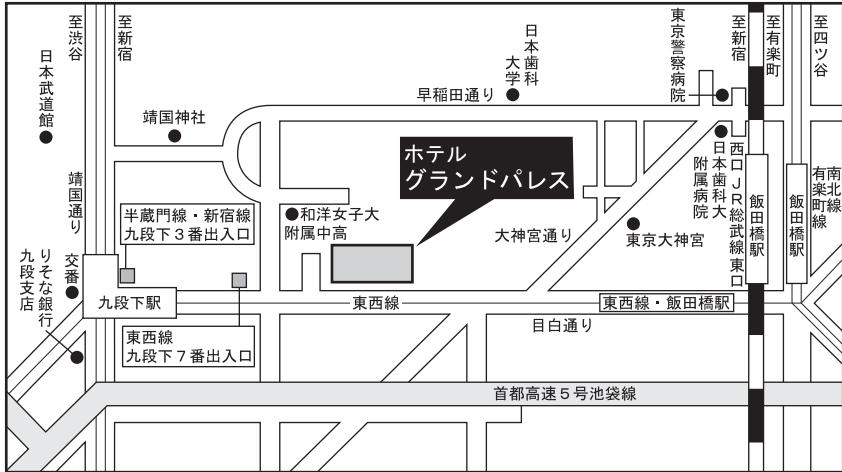 至渋谷
至新宿
日本武道館
靖国神社
早稲田通り
日本歯科
大学
東京警察病院
至新宿
至有楽町
至四ツ谷
靖国通り
半蔵門線・新宿線
九段下3番出入口
和洋女子大
附属中高
ホテル
グランドパレス
大神宮通り
東京大神宮
日本歯科大
附属病院
西口 JR総武線 東口
飯田橋駅
飯田橋駅
南北線
有楽町線
りそな銀行
九段支店
交番
九段下駅
東西線
東西線・飯田橋駅
目白通り
東西線
九段下7番出入口
首都高速5号池袋線